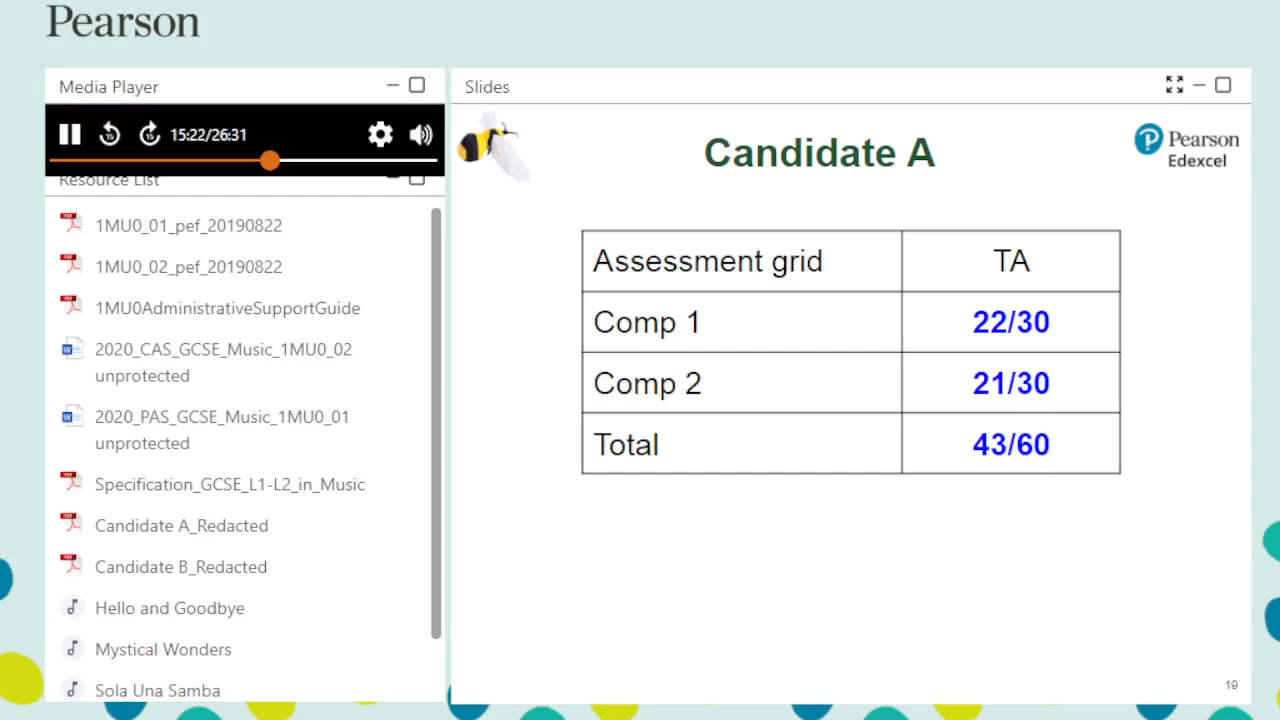 Pearson
Media Player
15
15
15:22/26:31
Resource List
1MU0_01_pef_20190822
1MU0_02_pef_20190822
1MU0AdministrativeSupportGuide
2020_CAS_GCSE_Music_1MU0_02
unprotected
2020_PAS_GCSE_Music_1MU0_01
unprotected
Specification_GCSE_L1-L2_in_Music
Candidate A_Redacted
Candidate B_Redacted
Hello and Goodbye
Mystical Wonders
Sola Una Samba
Slides
Candidate A
Pearson
Edexcel
Assessment grid TA
Comp 1 22/30
Comp 2 21/30
Total 43/60
19